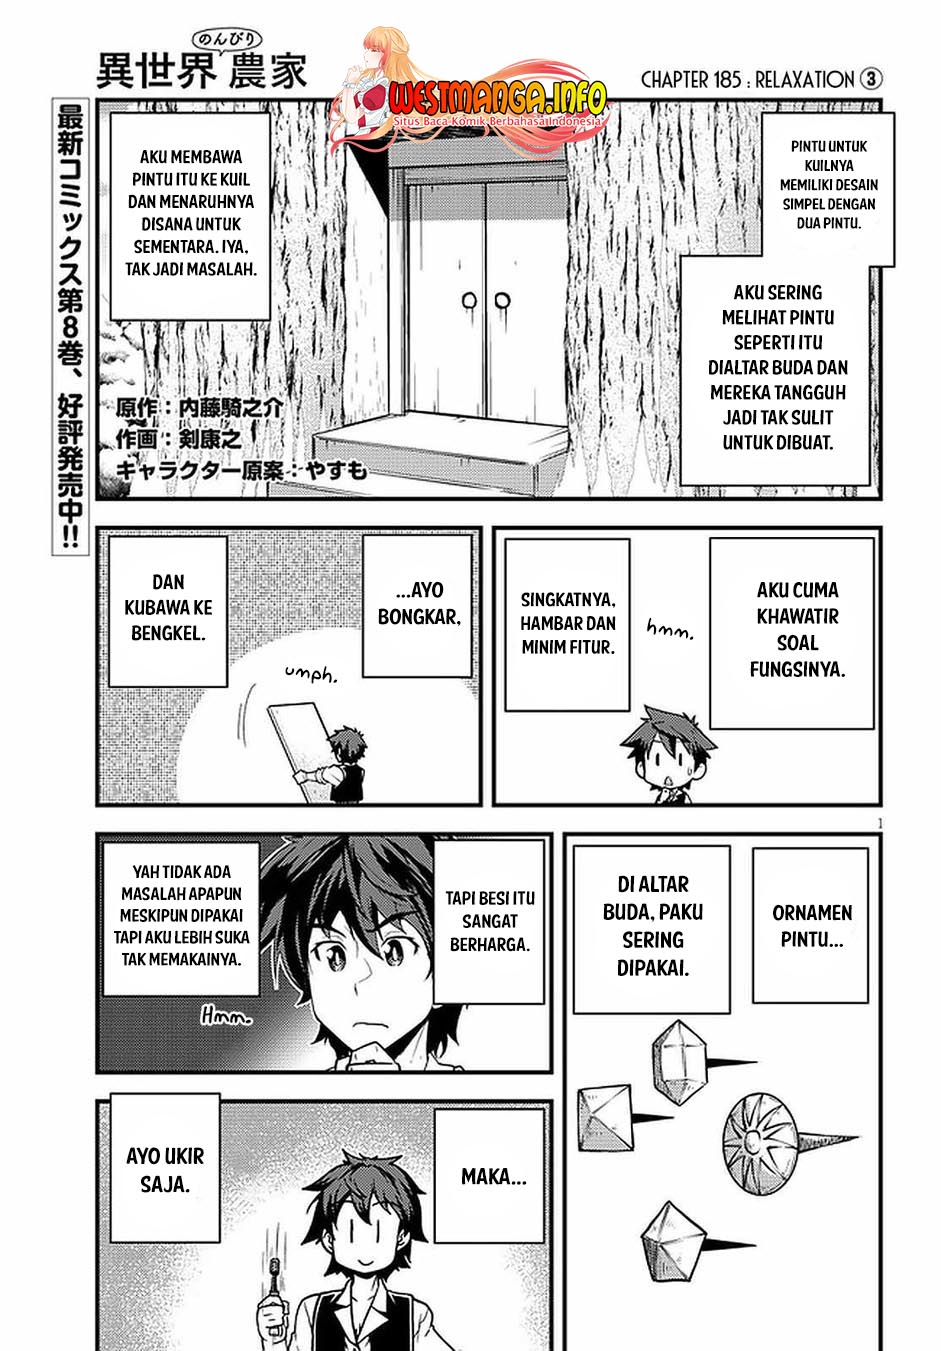 異世界
のんびり
農家
WESTMANGA.INFO
Situs Baca Komik Berbahasa Indonesia
CHAPTER 185 : RELAXATION ③
最新コミックス第8巻、好評発売中!!
PINTU UNTUK
KUILNYA
MEMILIKI DESAIN
SIMPEL DENGAN
DUA PINTU.
AKU SERING
MELIHAT PINTU
SEPERTI ITU
DIALTAR BUDA DAN
MEREKA TANGGUH
JADI TAK SULIT
UNTUK DIBUAT.
AKU MEMBAWA
PINTU ITU KE KUIL
DAN MENARUHNYA
DISANA UNTUK
SEMENTARA. IYA,
TAK JADI MASALAH.
原作：内藤騎之介
作画：剣康之
キャラクター原案：やすも
AKU CUMA
KHAWATIR
SOAL
FUNGSINYA.
hmm.
SINGKATNYA,
HAMBAR DAN
MINIM FITUR.
...AYO
BONGKAR,
DAN
KUBAWA KE
BENGKEL.
umph.
1
ORNAMEN
PINTU...
DI ALTAR
BUDA, PAKU
SERING
DIPAKAI.
TAPI BESI ITU
SANGAT
BERHARGA.
YAH TIDAK ADA
MASALAH APAPUN
MESKIPUN DIPAKAI
TAPI AKU LEBIH SUKA
TAK MEMAKAINYA.
Hmm.
MAKA...
AYO UKIR
SAJA.